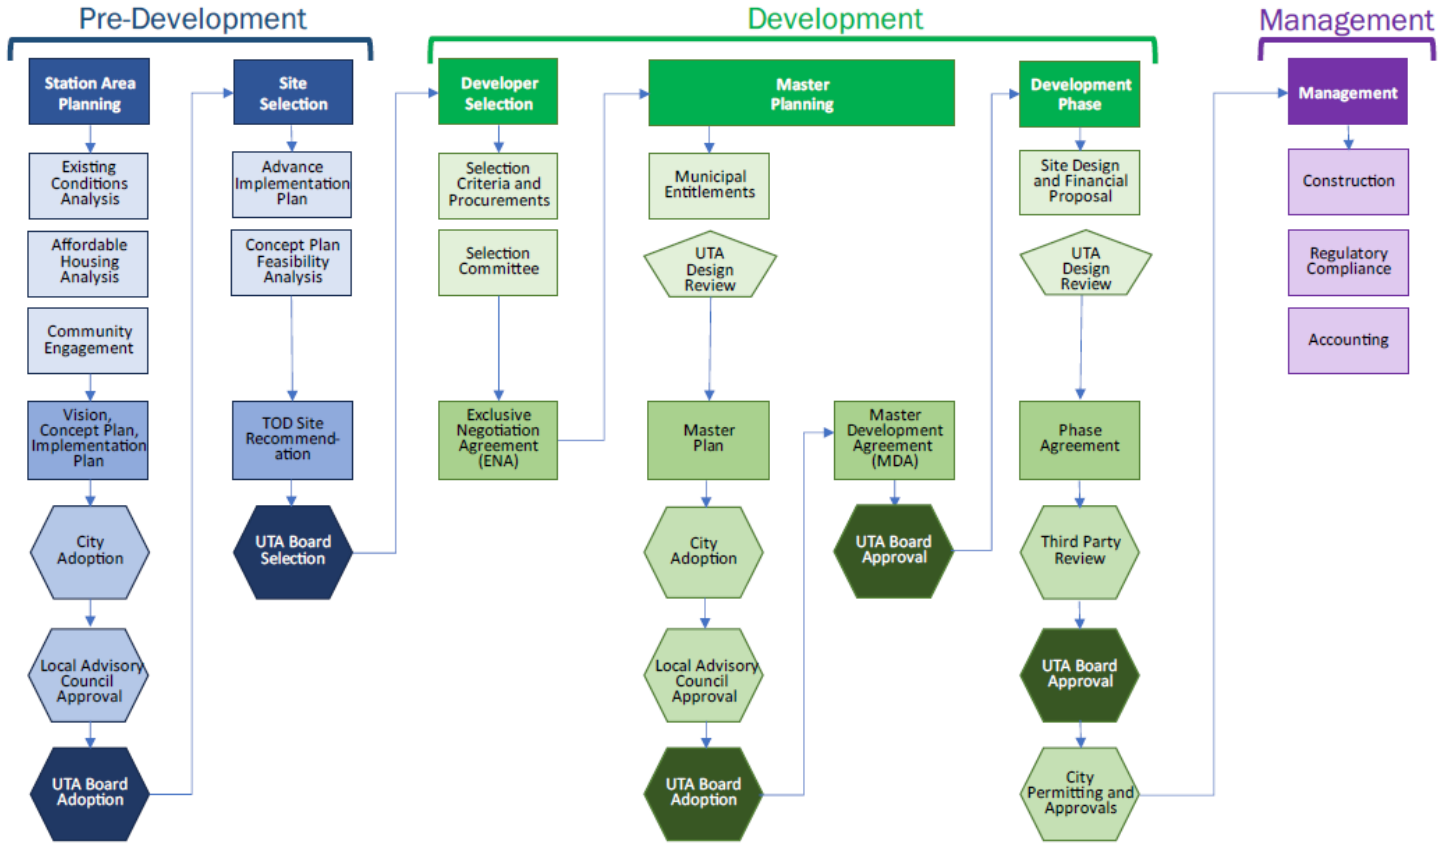 Pre-Development
Development
Management
Station Area
Planning
Existing
Conditions
Analysis
Affordable
Housing
Analysis
Community
Engagement
Vision,
Concept Plan,
Implementation
Plan
City
Adoption
Local Advisory
Council
Approval
UTA Board
Adoption
Site
Selection
Advance
Implementation
Plan
Concept Plan
Feasibility
Analysis
TOD Site
Recommend-
ation
UTA Board
Selection
Developer
Selection
Selection
Criteria and
Procurements
Selection
Committee
Exclusive
Negotiation
Agreement
(ENA)
Master
Planning
Municipal
Entitlements
UTA
Design
Review
Master
Plan
City
Adoption
Local Advisory
Council
Approval
UTA Board
Adoption
Master
Development
Agreement
(MDA)
UTA Board
Approval
Development
Phase
Site Design
and Financial
Proposal
UTA
Design
Review
Phase
Agreement
Third Party
Review
UTA Board
Approval
City
Permitting and
Approvals
Management
Construction
Regulatory
Compliance
Accounting